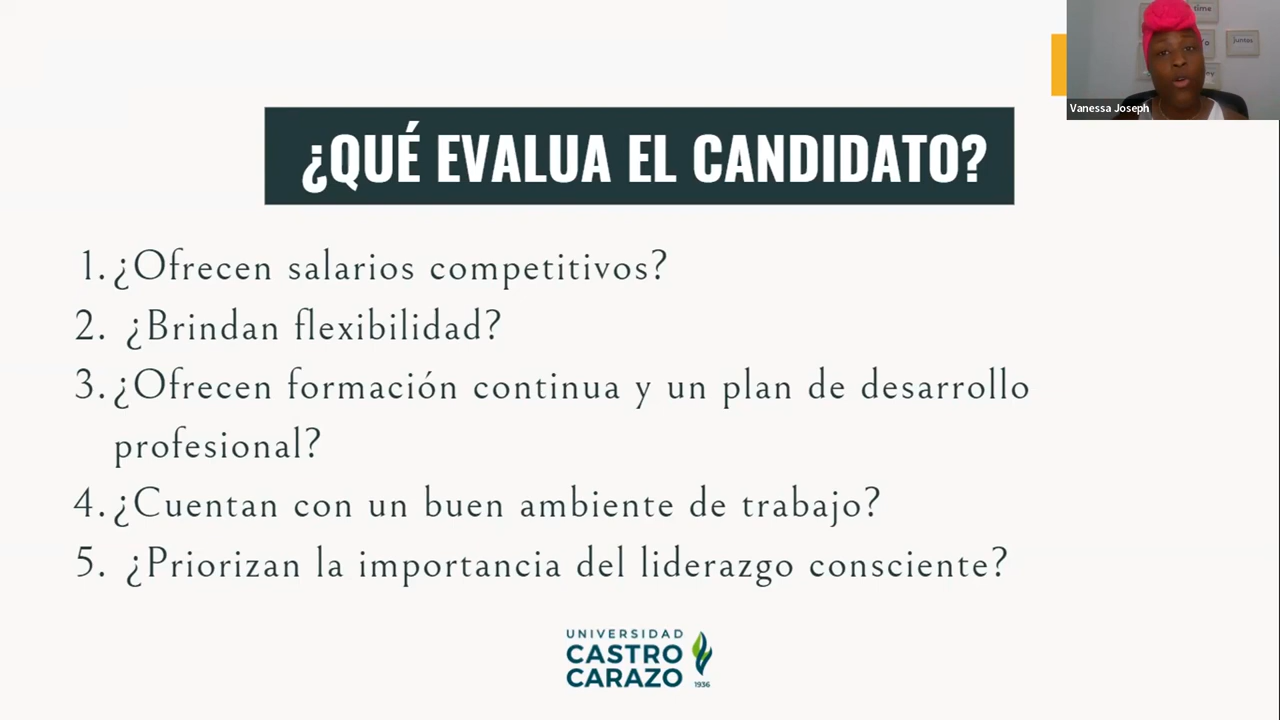 time
fo
juntos
Vanessa Joseph
¿QUÉ EVALUA EL CANDIDATO?
1. ¿Ofrecen salarios competitivos?
2. ¿Brindan flexibilidad?
3. ¿Ofrecen formación continua y un plan de desarrollo
profesional?
4. ¿Cuentan con un buen ambiente de trabajo?
5. ¿Priorizan la importancia del liderazgo consciente?
UNIVERSIDAD
CASTRO
CARAZO
1936